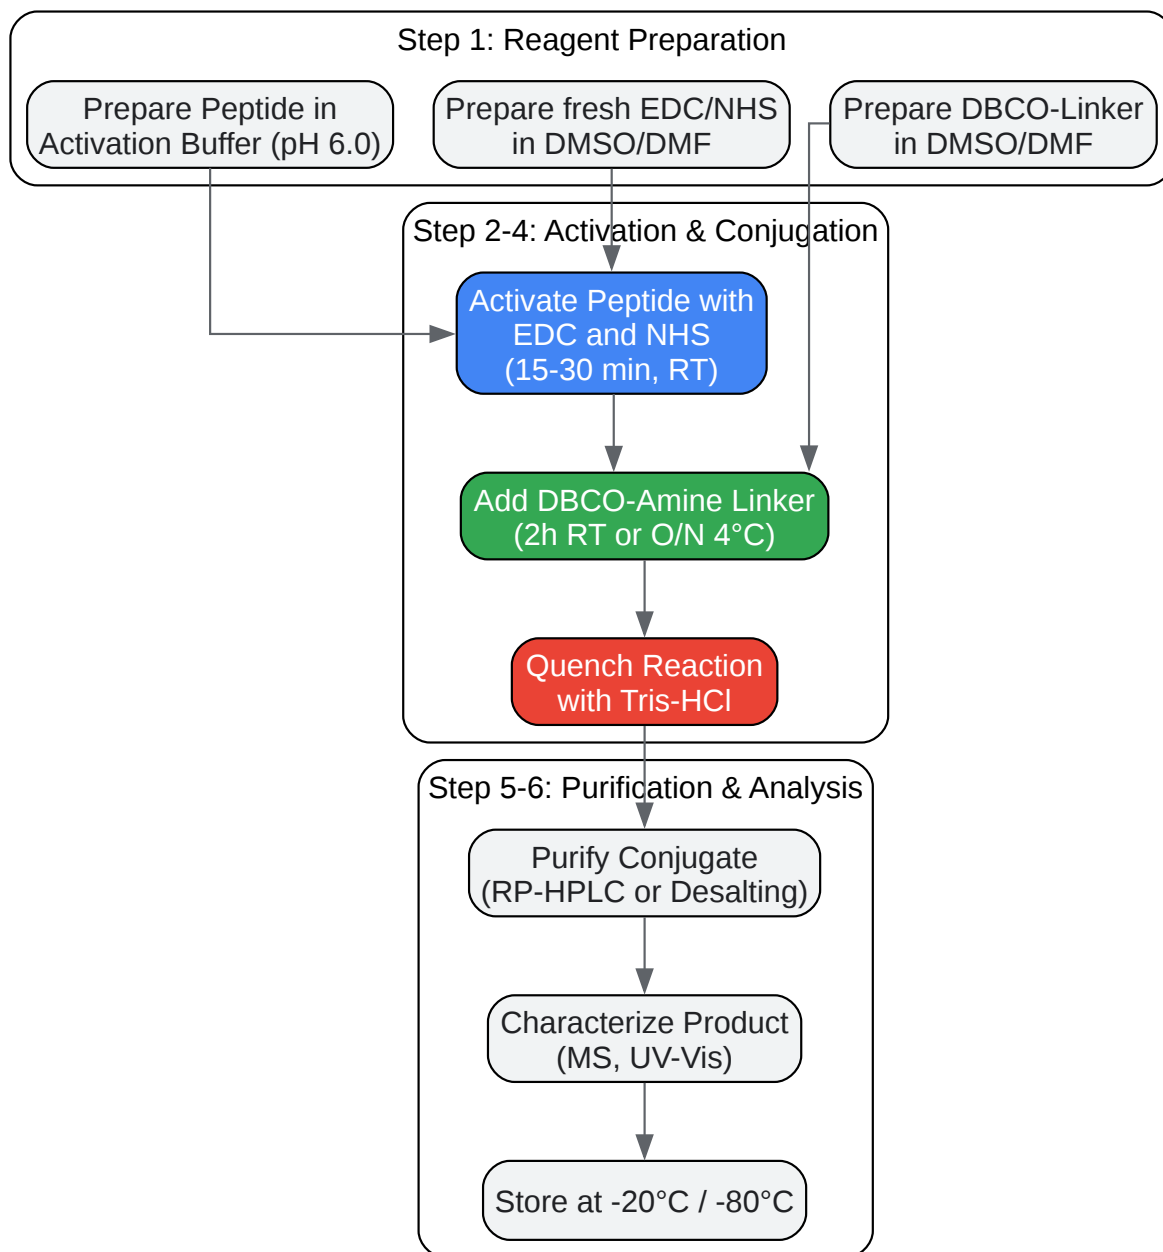 Step 1: Reagent Preparation
Prepare Peptide in
Activation Buffer (pH 6.0)
Prepare fresh EDC/NHS
in DMSO/DMF
Prepare DBCO-Linker
in DMSO/DMF
Step 2-4: Activation & Conjugation
Activate Peptide with
EDC and NHS
(15-30 min, RT)
Add DBCO-Amine Linker
(2h RT or O/N 4°C)
Quench Reaction
with Tris-HCl
Step 5-6: Purification & Analysis
Purify Conjugate
(RP-HPLC or Desalting)
Characterize Product
(MS, UV-Vis)
Store at -20°C / -80°C